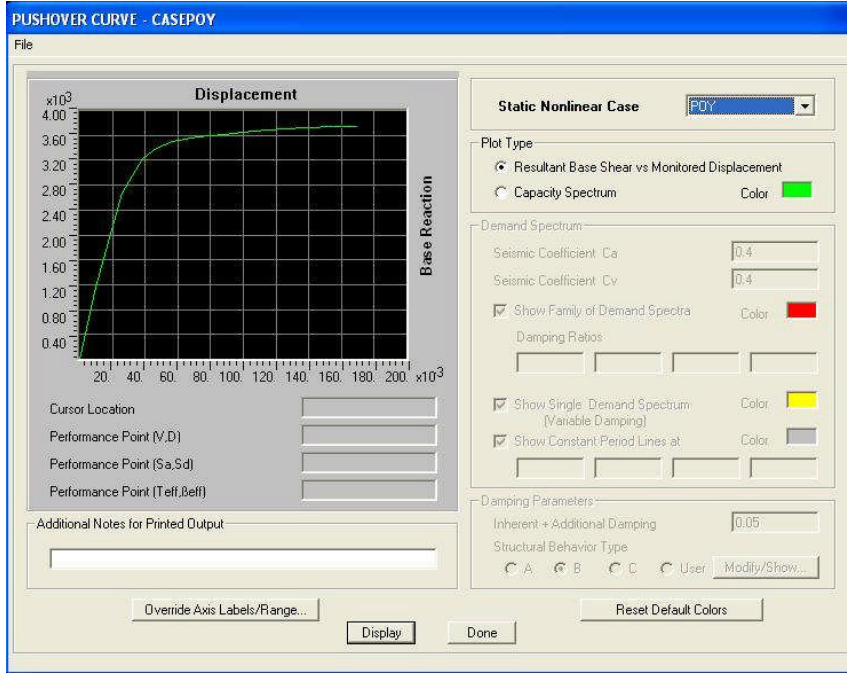 PUSHOVER CURVE - CASEPOY
File
Displacement
x10³
4.00
3.60
3.20
2.80
2.40
2.00
1.60
1.20
0.80
0.40
Base Reaction
20. 40. 60. 80. 100. 120. 140. 160. 180. 200. x10³
Cursor Location
Performance Point (V,D)
Performance Point (Sa,Sd)
Performance Point (Teff,βeff)
Additional Notes for Printed Output
Override Axis Labels/Range...
Static Nonlinear Case POY
Plot Type
Resultant Base Shear vs Monitored Displacement
Capacity Spectrum Color
Demand Spectrum
Seismic Coefficient Ca 0.4
Seismic Coefficient Cv 0.4
Show Family of Demand Spectra Color
Damping Ratios
Show Single Demand Spectrum Color
(Variable Damping)
Show Constant Period Lines at Color
Damping Parameters
Inherent + Additional Damping 0.05
Structural Behavior Type
A B C User Modify/Show...
Reset Default Colors
Display Done